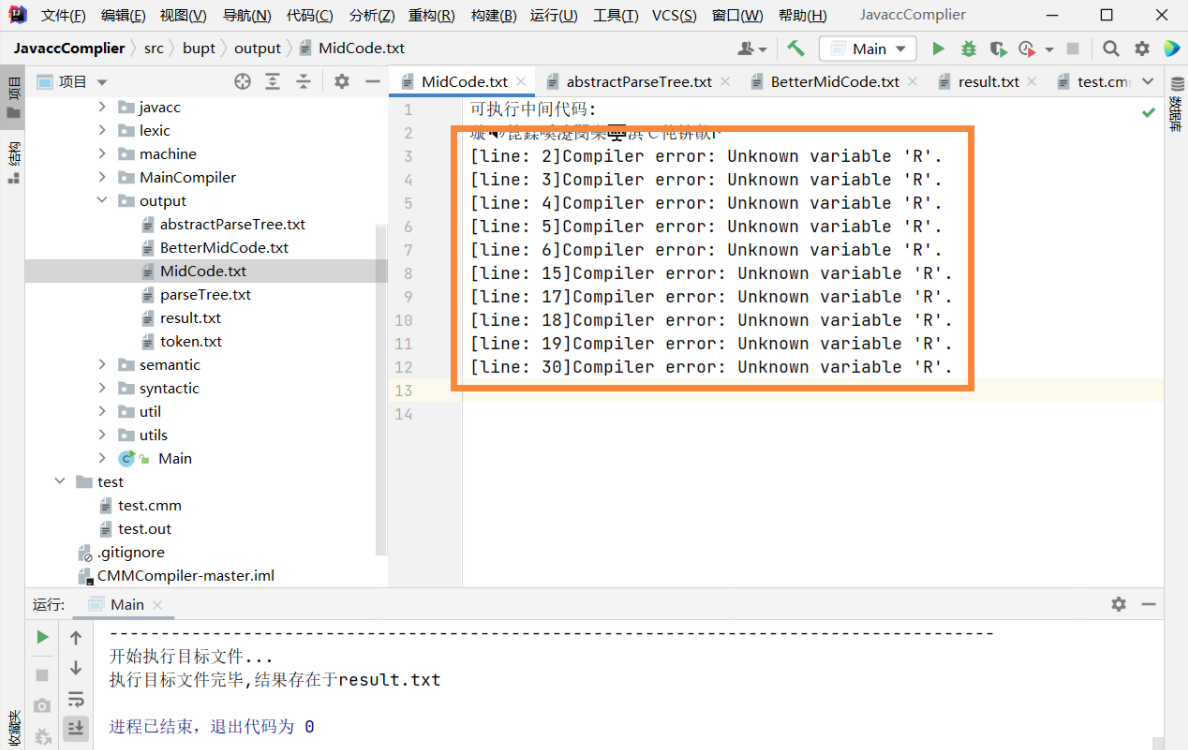 文件(F) 编辑(E) 视图(V) 导航(N) 代码(C) 分析(Z) 重构(R) 构建(B) 运行(U) 工具(T) VCS(S) 窗口(W) 帮助(H) JavaccComplier
JavaccComplier src bupt output MidCode.txt Main
项目
项目
MidCode.txt abstractParseTree.txt BetterMidCode.txt result.txt test.cm
数据库
结构
javacc
lexic
machine
MainCompiler
output
abstractParseTree.txt
BetterMidCode.txt
MidCode.txt
parseTree.txt
result.txt
token.txt
semantic
syntactic
util
utils
Main
test
test.cmm
test.out
.gitignore
CMMCompiler-master.iml
1 可执行中间代码:
2
3 [line: 2]Compiler error: Unknown variable 'R'.
4 [line: 3]Compiler error: Unknown variable 'R'.
5 [line: 4]Compiler error: Unknown variable 'R'.
6 [line: 5]Compiler error: Unknown variable 'R'.
7 [line: 6]Compiler error: Unknown variable 'R'.
8 [line: 15]Compiler error: Unknown variable 'R'.
9 [line: 17]Compiler error: Unknown variable 'R'.
10 [line: 18]Compiler error: Unknown variable 'R'.
11 [line: 19]Compiler error: Unknown variable 'R'.
12 [line: 30]Compiler error: Unknown variable 'R'.
13
14
运行: Main
收藏夹
-------------------------------------------------------------------------------------
开始执行目标文件...
执行目标文件完毕,结果存在于result.txt
进程已结束，退出代码为 0